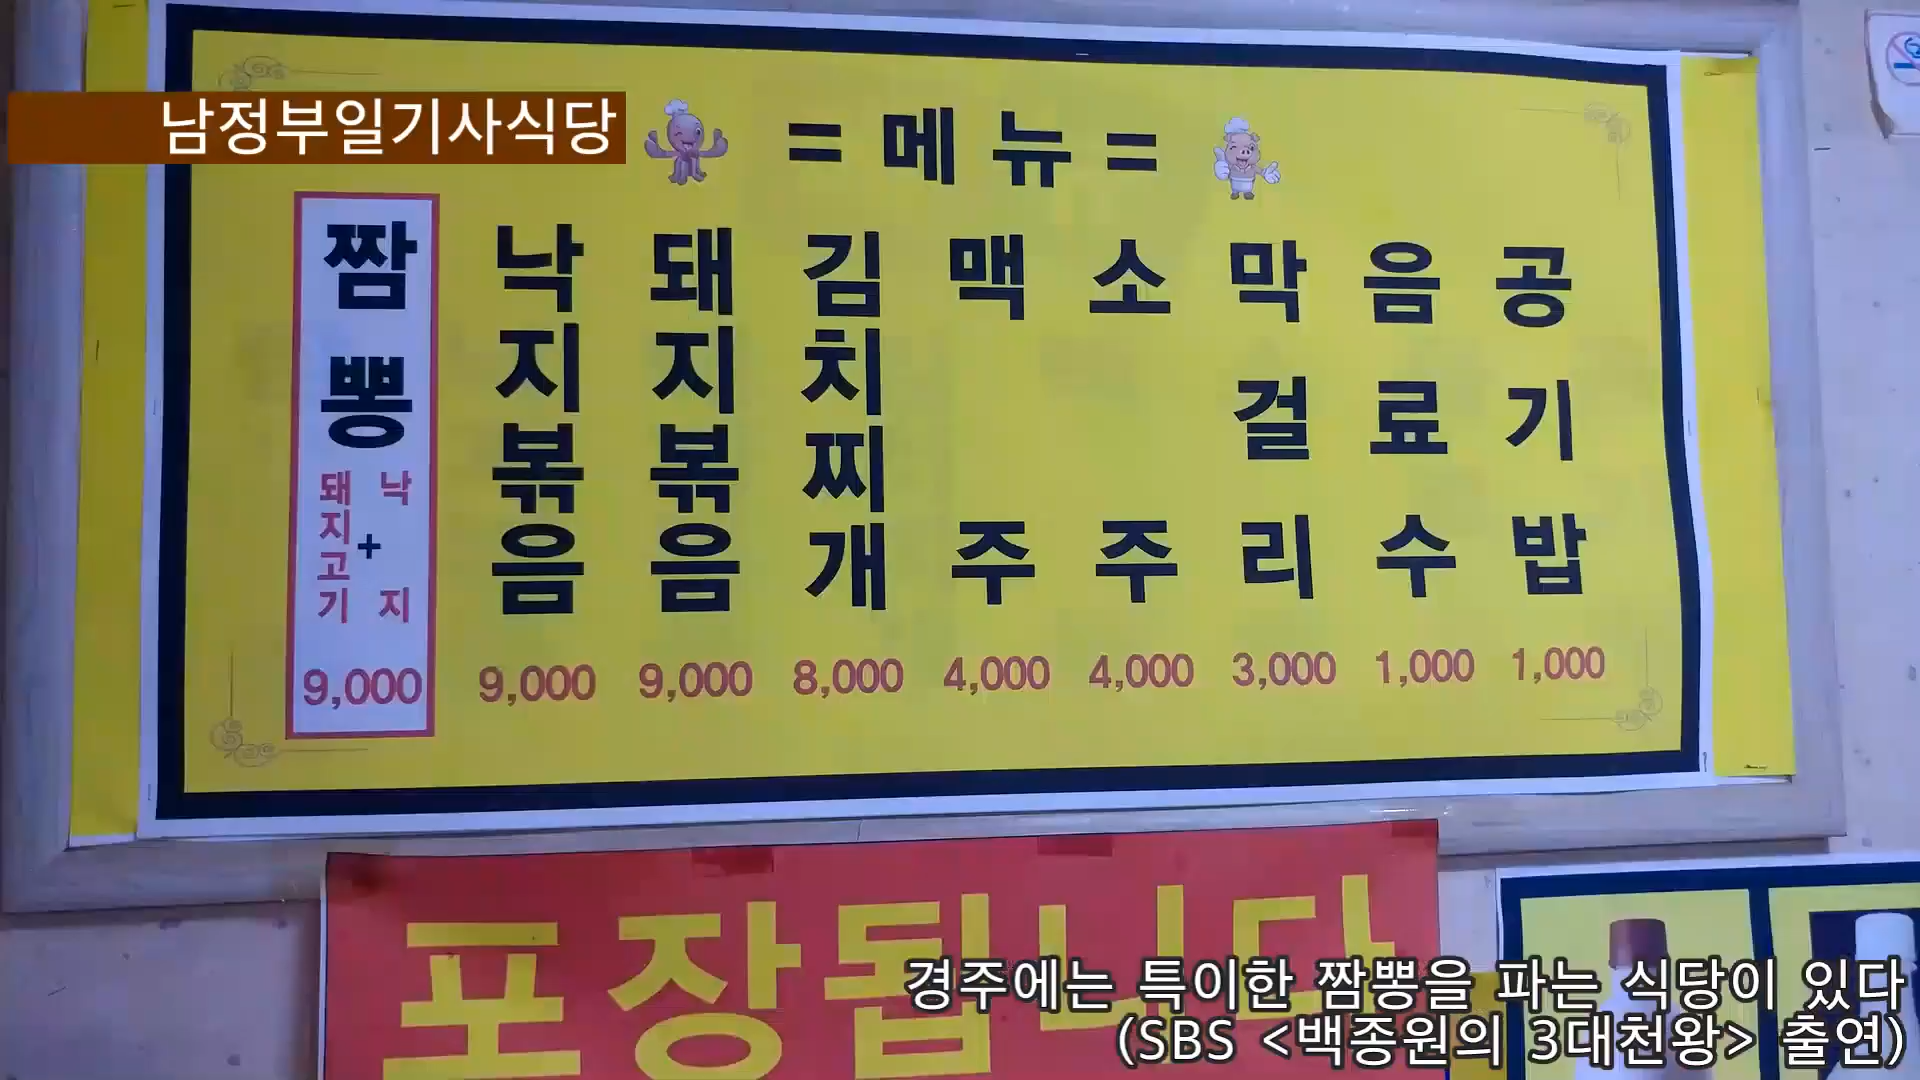 남정부일기사식당
= 메뉴 =
짬뽕
돼지고기 + 낙지
9,000
낙지볶음
9,000
돼지볶음
9,000
김치찌개
8,000
맥주
4,000
소주
4,000
막걸리
3,000
음료수
1,000
공기밥
1,000
포장됩니다
경주에는 특이한 짬뽕을 파는 식당이 있다
(SBS <백종원의 3대천왕> 출연)